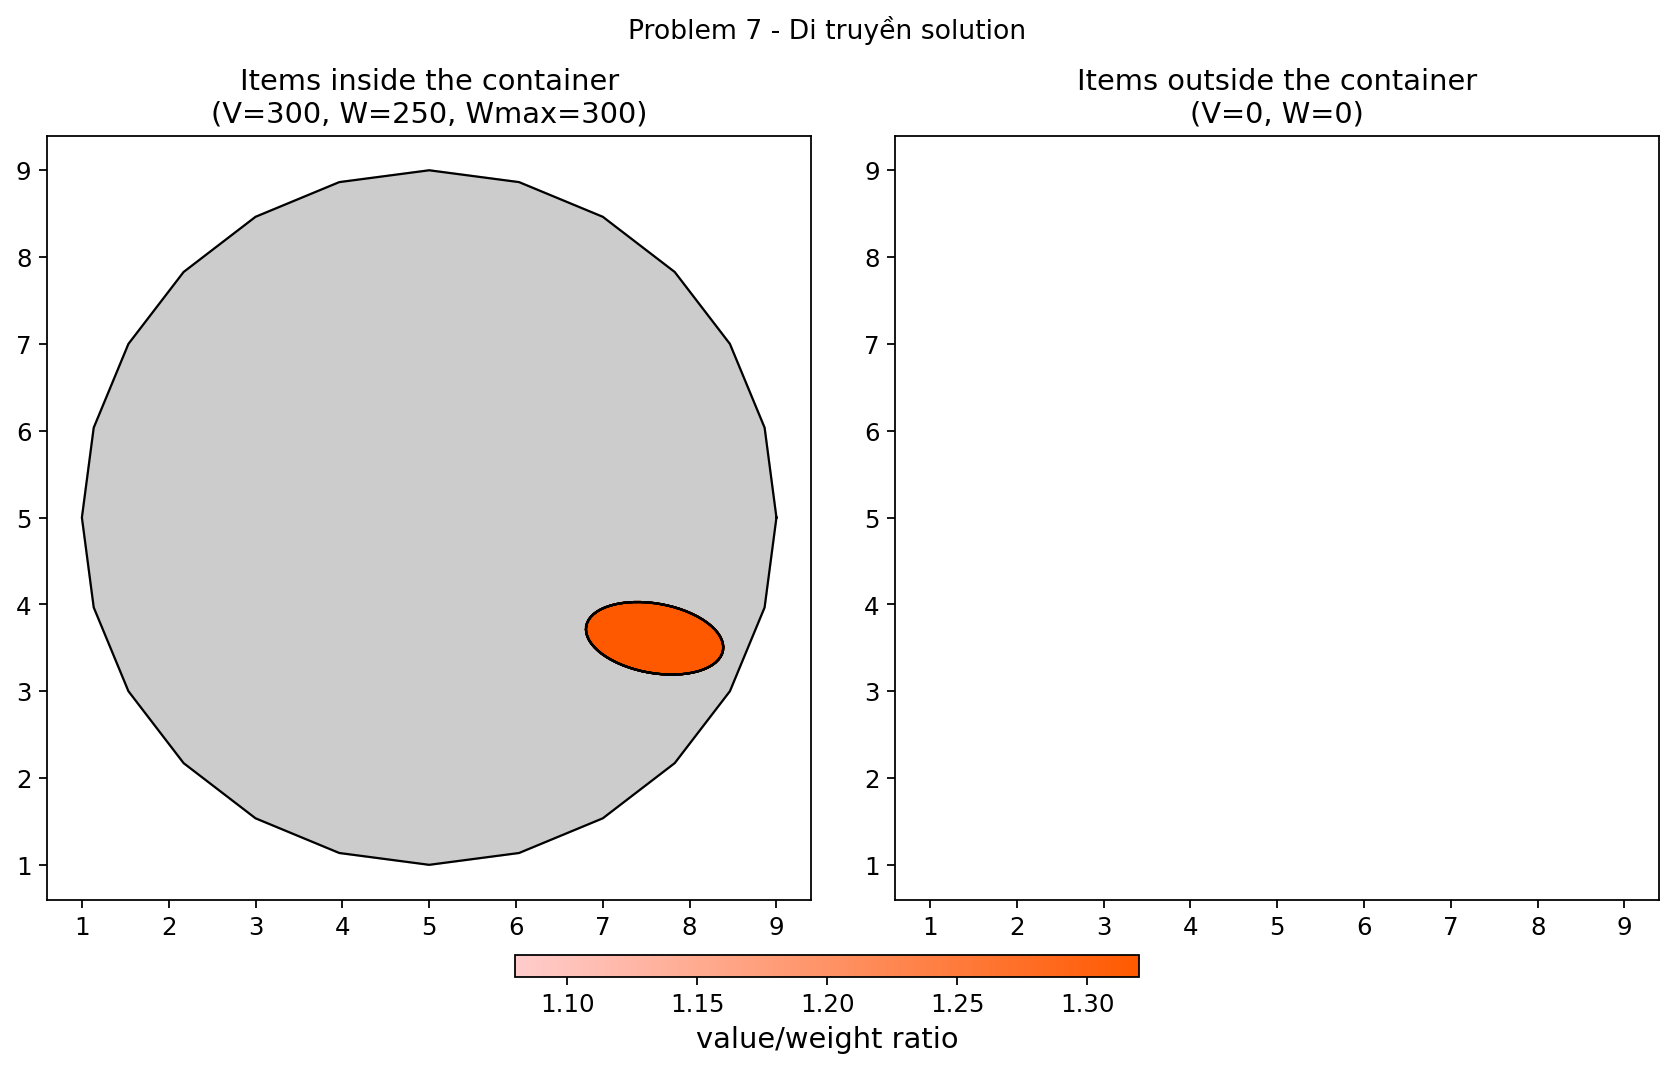 Problem 7 - Di truyền solution
Items inside the container
(V=300, W=250, Wmax=300)
Items outside the container
(V=0, W=0)
9
8
7
6
5
4
3
2
1
1 2 3 4 5 6 7 8 9
9
8
7
6
5
4
3
2
1
1 2 3 4 5 6 7 8 9
1.10 1.15 1.20 1.25 1.30
value/weight ratio